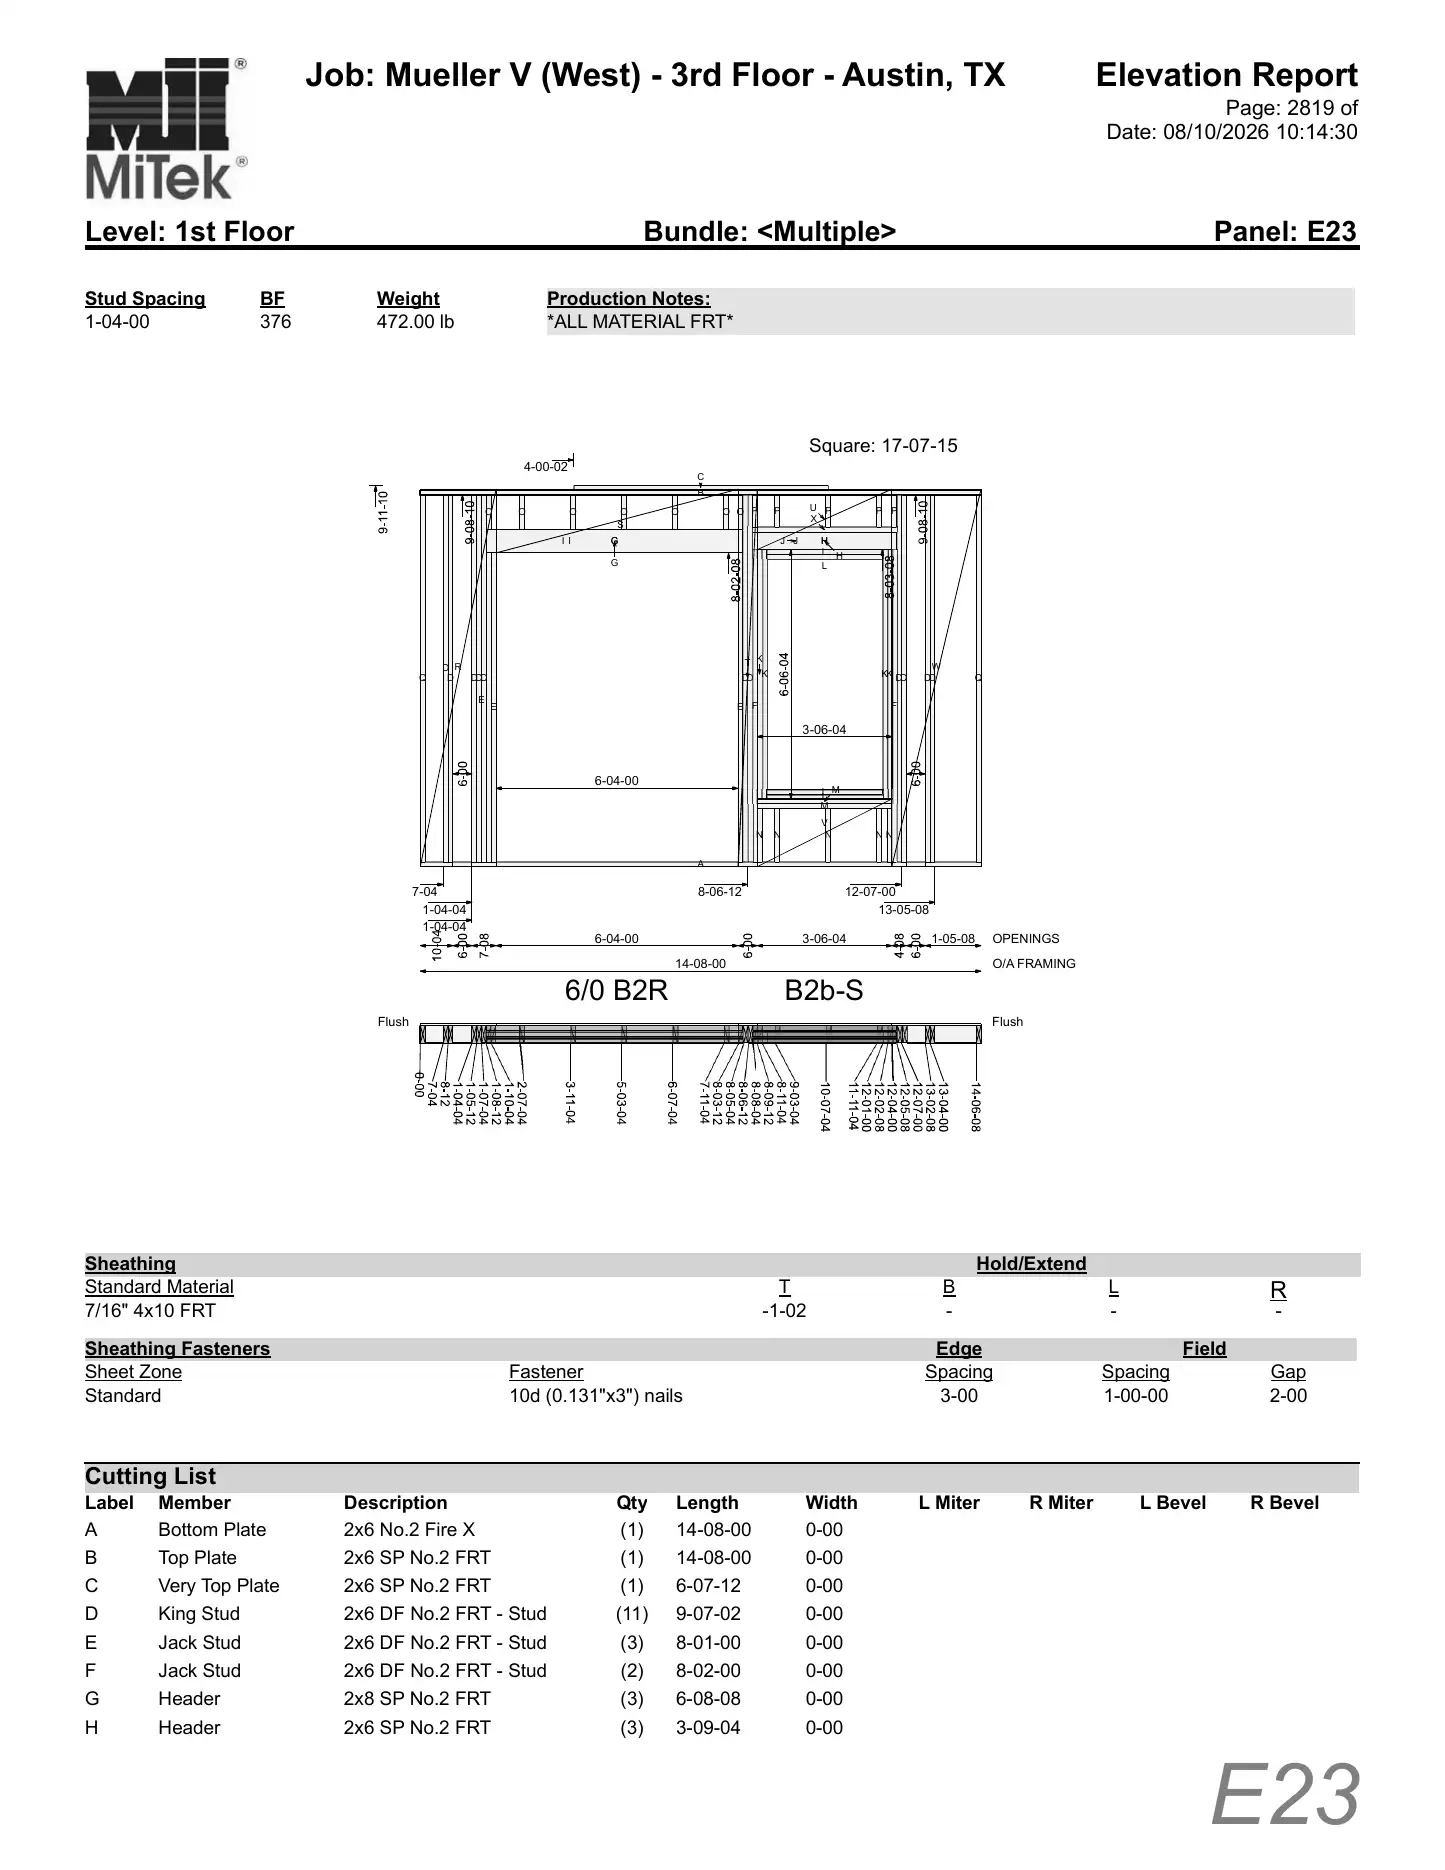 Job: Mueller V (West) - 3rd Floor - Austin, TX
Elevation Report
Page: 2819 of
Date: 08/10/2026 10:14:30
MiTek®
Level: 1st Floor Bundle: <Multiple> Panel: E23
Stud Spacing BF Weight Production Notes:
1-04-00 376 472.00 lb *ALL MATERIAL FRT*
Square: 17-07-15
4-00-02
C
9-11-10
9-08-10
9-08-10
S
U
X
I I G J J H
H
G
L
8-02-08
8-03-08
D R
T K
W
K
KK
E
E
E F
F
6-06-04
3-06-04
6-00
6-00
6-04-00
M
M
V
N N N N N
A
7-04 8-06-12 12-07-00
1-04-04 13-05-08
1-04-04
10-04 6-00 7-08 6-04-00 6-00 3-06-04 4-08 6-00 1-05-08 OPENINGS
14-08-00 O/A FRAMING
6/0 B2R B2b-S
Flush Flush
0-00 7-04 8-12 1-04-04 1-05-12 1-07-04 1-08-12 1-10-04 2-07-04 3-11-04 5-03-04 6-07-04 7-11-04 8-03-12 8-05-04 8-06-12 8-08-04 8-09-12 8-11-04 9-03-04 10-07-04 11-11-04 12-01-00 12-02-08 12-04-00 12-05-08 12-07-00 13-02-08 13-04-00 14-06-08
Sheathing Hold/Extend
Standard Material T B L R
7/16" 4x10 FRT -1-02 - - -
Sheathing Fasteners Edge Field
Sheet Zone Fastener Spacing Spacing Gap
Standard 10d (0.131"x3") nails 3-00 1-00-00 2-00
Cutting List
Label Member Description Qty Length Width L Miter R Miter L Bevel R Bevel
A Bottom Plate 2x6 No.2 Fire X (1) 14-08-00 0-00
B Top Plate 2x6 SP No.2 FRT (1) 14-08-00 0-00
C Very Top Plate 2x6 SP No.2 FRT (1) 6-07-12 0-00
D King Stud 2x6 DF No.2 FRT - Stud (11) 9-07-02 0-00
E Jack Stud 2x6 DF No.2 FRT - Stud (3) 8-01-00 0-00
F Jack Stud 2x6 DF No.2 FRT - Stud (2) 8-02-00 0-00
G Header 2x8 SP No.2 FRT (3) 6-08-08 0-00
H Header 2x6 SP No.2 FRT (3) 3-09-04 0-00
E23